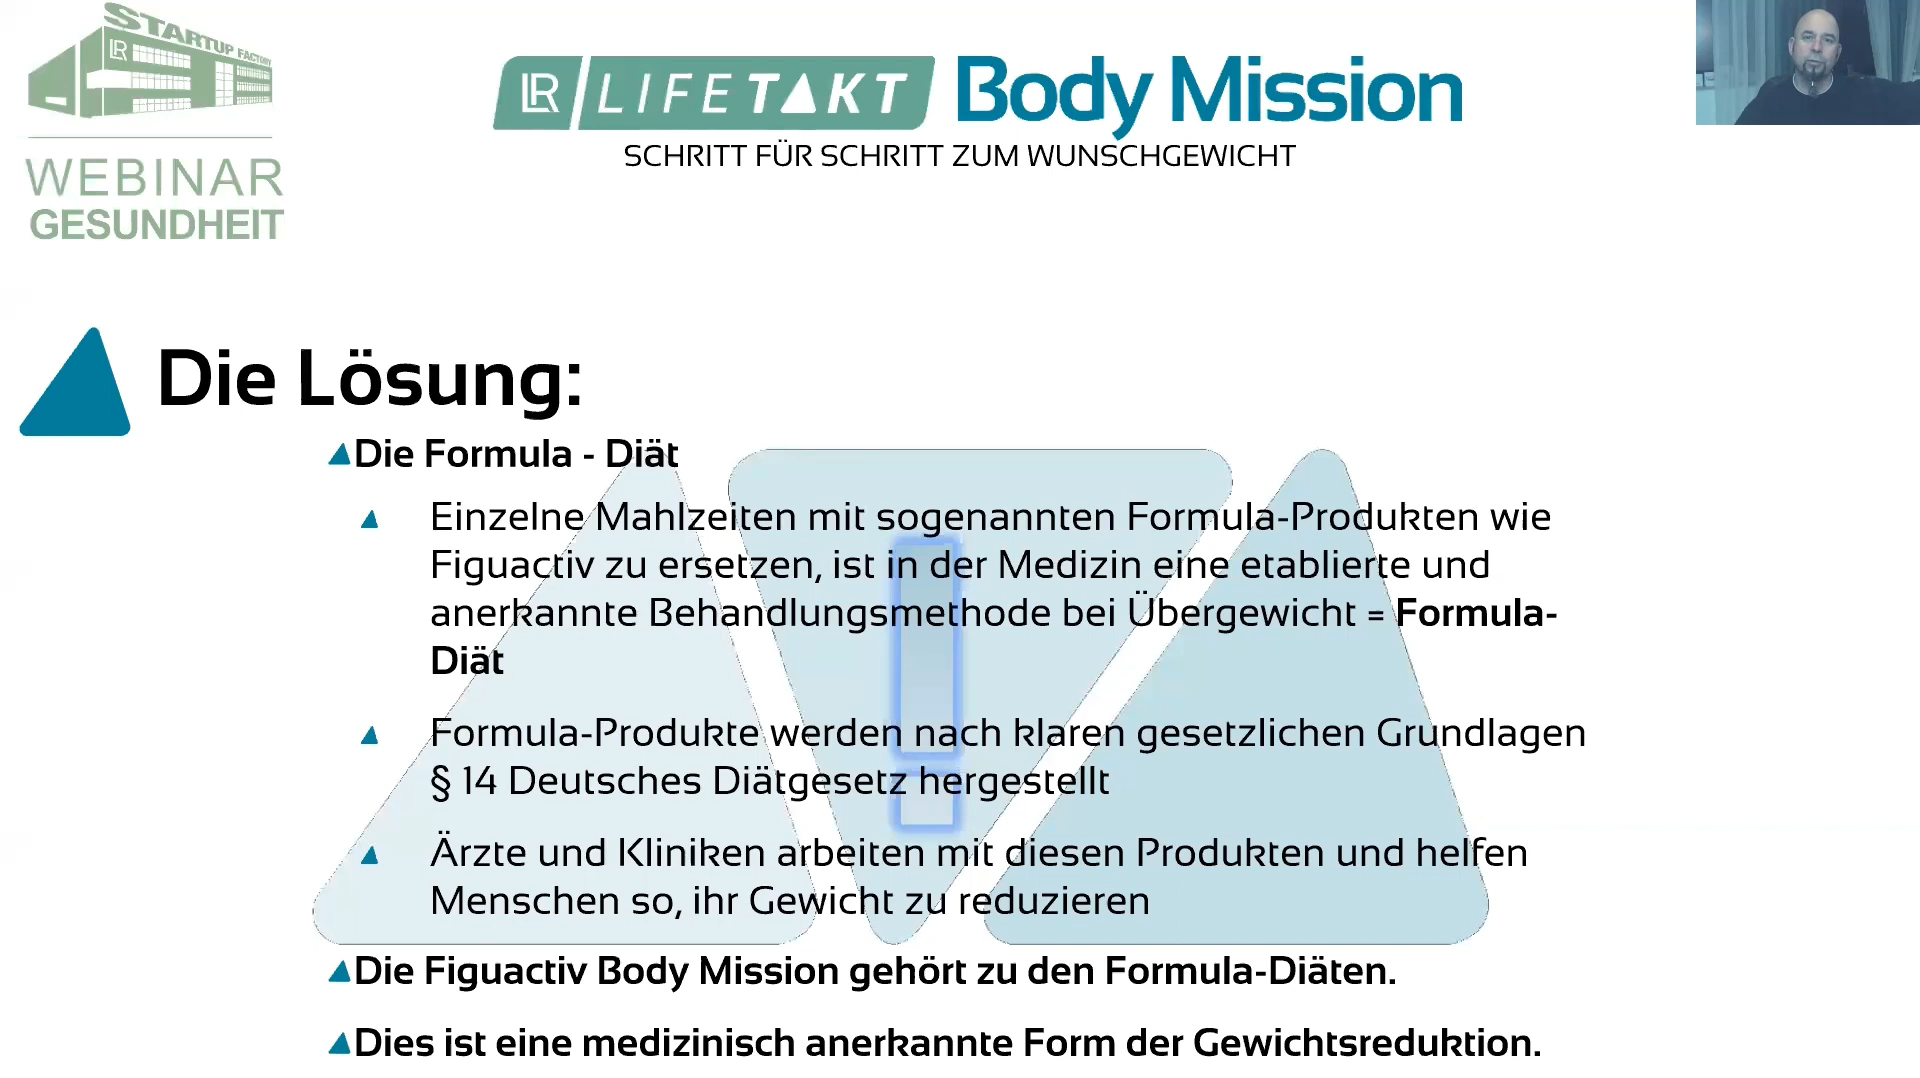 STARTUP FACTORY
LR
WEBINAR
GESUNDHEIT
LR LIFETAKT Body Mission
SCHRITT FÜR SCHRITT ZUM WUNSCHGEWICHT
Die Lösung:
Die Formula - Diät
Einzelne Mahlzeiten mit sogenannten Formula-Produkten wie
Figuactiv zu ersetzen, ist in der Medizin eine etablierte und
anerkannte Behandlungsmethode bei Übergewicht = Formula-
Diät
Formula-Produkte werden nach klaren gesetzlichen Grundlagen
§ 14 Deutsches Diätgesetz hergestellt
Ärzte und Kliniken arbeiten mit diesen Produkten und helfen
Menschen so, ihr Gewicht zu reduzieren
Die Figuactiv Body Mission gehört zu den Formula-Diäten.
Dies ist eine medizinisch anerkannte Form der Gewichtsreduktion.